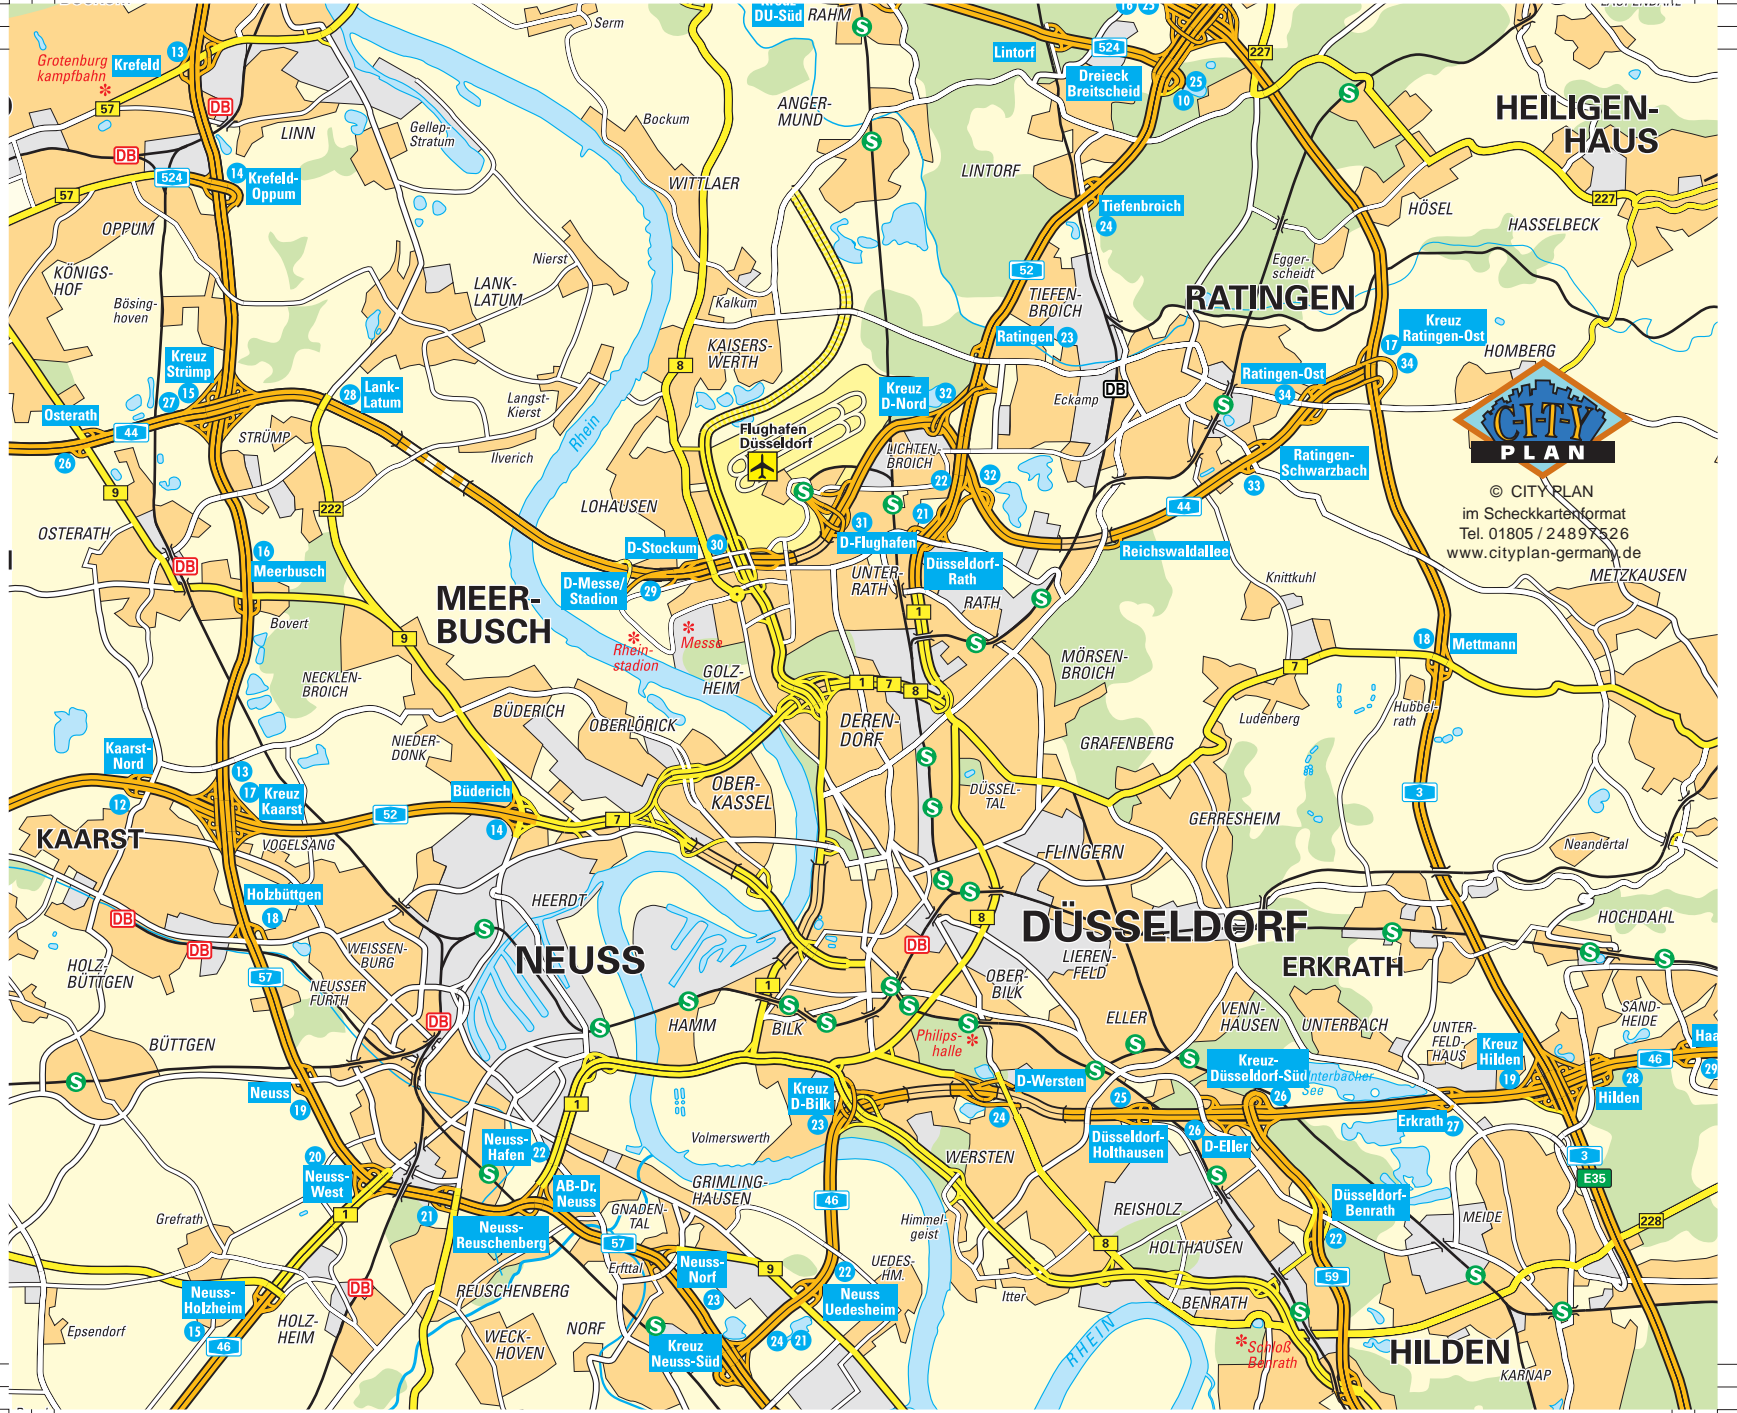 Serm
DU-Süd
RAHM
16
25
Lintorf
524
227
Dreieck
Breitscheid
25
10
HEILIGEN-
HAUS
13
Krefeld
Grotenburg
kampfbahn
57
DB
LINN
Gellep-
Stratum
Bockum
ANGER-
MUND
LINTORF
DB
524
14
Krefeld-
Oppum
57
WITTLAER
Tiefenbroich
24
HÖSEL
227
HASSELBECK
OPPUM
KÖNIGS-
HOF
Bösing-
hoven
Nierst
LANK-
LATUM
Kalkum
52
TIEFEN-
BROICH
Egger-
scheidt
RATINGEN
Ratingen
23
Kreuz
Ratingen-Ost
17
34
HOMBERG
Kreuz
Strümp
15
27
28
Lank-
Latum
Osterath
44
26
STRÜMP
Langst-
Kierst
Ilverich
Rhein
8
KAISERS-
WERTH
Kreuz
D-Nord
32
Eckamp
DB
Ratingen-Ost
34
C-I-T-Y
PLAN
© CITY PLAN
im Scheckkartenformat
Tel. 01805 / 24897526
www.cityplan-germany.de
Flughafen
Düsseldorf
LICHTEN-
BROICH
22
32
Ratingen-
Schwarzbach
33
9
222
OSTERATH
LOHAUSEN
44
31
21
D-Flughafen
Reichswaldallee
16
Meerbusch
DB
D-Stockum
30
D-Messe/
Stadion
29
UNTER-
RATH
Düsseldorf-
Rath
RATH
Knittkuhl
METZKAUSEN
MEER-
BUSCH
Bovert
9
1
Rhein-
stadion
Messe
18
Mettmann
7
NECKLEN-
BROICH
GOLZ-
HEIM
MÖRSEN-
BROICH
1
7
8
BÜDERICH
OBERLÖRICK
DEREN-
DORF
Ludenberg
Hubbel-
rath
NIEDER-
DONK
GRAFENBERG
Kaarst-
Nord
12
13
17
Kreuz
Kaarst
Büderich
14
52
7
OBER-
KASSEL
DÜSSEL-
TAL
3
GERRESHEIM
KAARST
VOGELSANG
FLINGERN
Neandertal
Holzbüttgen
18
HEERDT
DB
DB
8
DÜSSELDORF
HOCHDAHL
NEUSS
WEISSEN-
BURG
DB
LIEREN-
FELD
ERKRATH
HOLZ-
BÜTTGEN
57
NEUSSER
FÜRTH
1
OBER-
BILK
DB
HAMM
BILK
Philips-
halle
ELLER
VENN-
HAUSEN
UNTERBACH
UNTER-
FELD-
HAUS
SAND-
HEIDE
BÜTTGEN
Kreuz
Hilden
19
46
Haa
29
28
Hilden
Neuss
19
Kreuz-
Düsseldorf-Süd
26
Unterbacher
See
D-Wersten
25
24
Kreuz
D-Bilk
23
1
Erkrath
27
Volmerswerth
Düsseldorf-
Holthausen
26
D-Eller
Neuss-
Hafen
22
20
Neuss-
West
WERSTEN
3
E35
AB-Dr.
Neuss
GRIMLING-
HAUSEN
46
Düsseldorf-
Benrath
22
Grefrath
1
21
Neuss-
Reuschenberg
GNADEN-
TAL
57
Himmel-
geist
REISHOLZ
MEIDE
228
8
HOLTHAUSEN
Erfttal
Neuss-
Norf
23
9
UEDES-
HM.
22
Neuss
Uedesheim
59
Neuss-
Holzheim
15
DB
REUSCHENBERG
Itter
BENRATH
Epsendorf
46
HOLZ-
HEIM
WECK-
HOVEN
NORF
Kreuz
Neuss-Süd
24
21
RHEIN
Schloß
Benrath
HILDEN
KARNAP